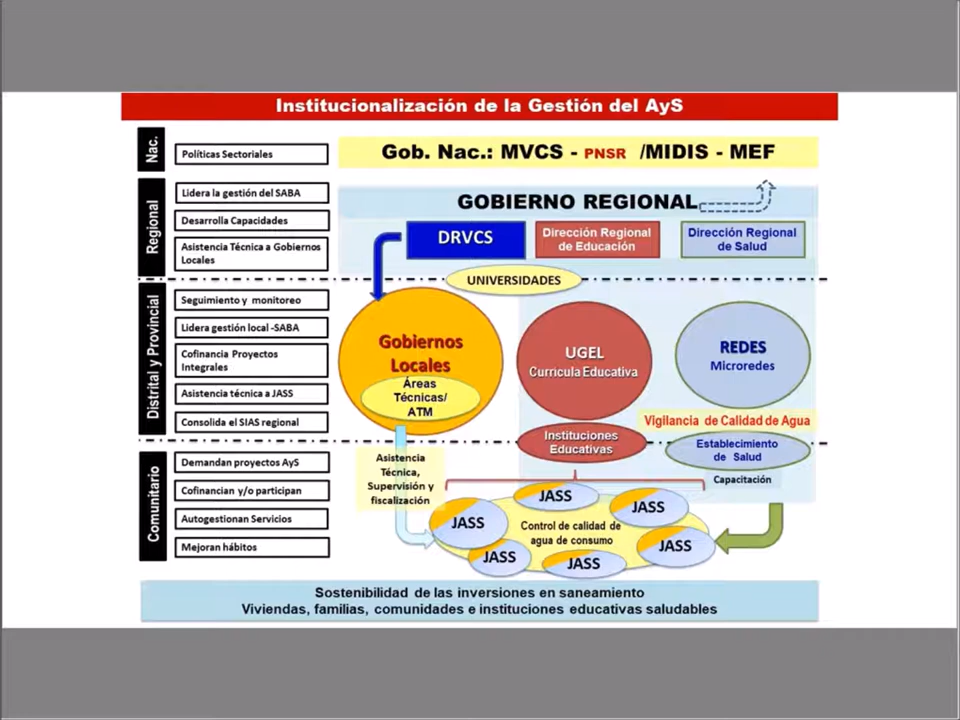 Institucionalización de la Gestión del AyS
Nac.
Políticas Sectoriales
Gob. Nac.: MVCS - PNSR /MIDIS - MEF
Regional
Lidera la gestión del SABA
Desarrolla Capacidades
Asistencia Técnica a Gobiernos
Locales
GOBIERNO REGIONAL
DRVCS
Dirección Regional
de Educación
Dirección Regional
de Salud
UNIVERSIDADES
Distrital y Provincial
Seguimiento y monitoreo
Lidera gestión local -SABA
Cofinancia Proyectos
Integrales
Asistencia técnica a JASS
Consolida el SIAS regional
Gobiernos
Locales
Áreas
Técnicas/
ATM
UGEL
Curricula Educativa
REDES
Microredes
Vigilancia de Calidad de Agua
Instituciones
Educativas
Establecimiento
de Salud
Capacitación
Comunitario
Demandan proyectos AyS
Cofinancian y/o participan
Autogestionan Servicios
Mejoran hábitos
Asistencia
Técnica,
Supervisión y
fiscalización
JASS
JASS
JASS
JASS
JASS
JASS
Control de calidad de
agua de consumo
Sostenibilidad de las inversiones en saneamiento
Viviendas, familias, comunidades e instituciones educativas saludables